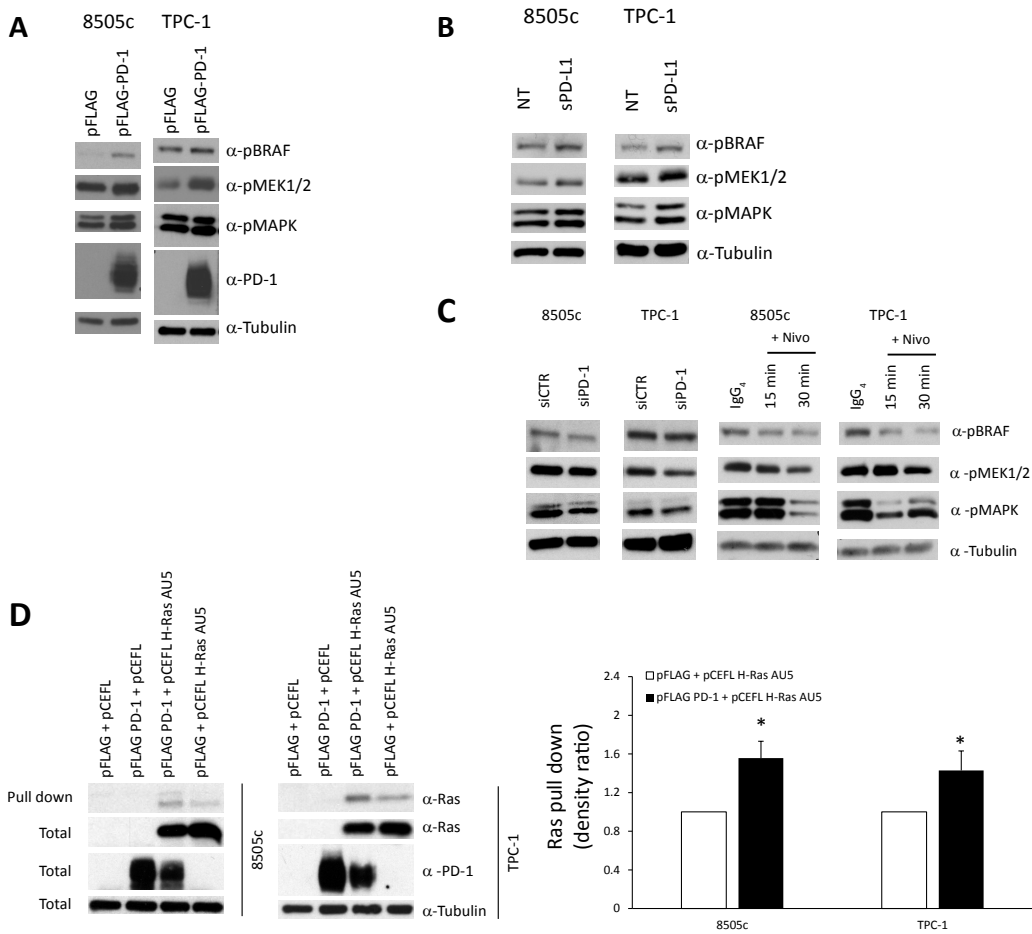 A
8505c TPC-1
pFLAG
pFLAG-PD-1
pFLAG
pFLAG-PD-1
α-pBRAF
α-pMEK1/2
α-pMAPK
α-PD-1
α-Tubulin
B
8505c TPC-1
NT
sPD-L1
NT
sPD-L1
α-pBRAF
α-pMEK1/2
α-pMAPK
α-Tubulin
C
8505c TPC-1 8505c TPC-1
+ Nivo + Nivo
siCTR
siPD-1
siCTR
siPD-1
IgG₄
15 min
30 min
IgG₄
15 min
30 min
α-pBRAF
α -pMEK1/2
α -pMAPK
α -Tubulin
D
pFLAG + pCEFL
pFLAG PD-1 + pCEFL
pFLAG PD-1 + pCEFL H-Ras AU5
pFLAG + pCEFL H-Ras AU5
pFLAG + pCEFL
pFLAG PD-1 + pCEFL
pFLAG PD-1 + pCEFL H-Ras AU5
pFLAG + pCEFL H-Ras AU5
Pull down α-Ras
Total α-Ras
Total α -PD-1
Total α-Tubulin
8505c
TPC-1
Ras pull down
(density ratio)
2.4
2
1.6
1.2
0.8
0.4
0
pFLAG + pCEFL H-Ras AU5
pFLAG PD-1 + pCEFL H-Ras AU5
* *
8505c TPC-1